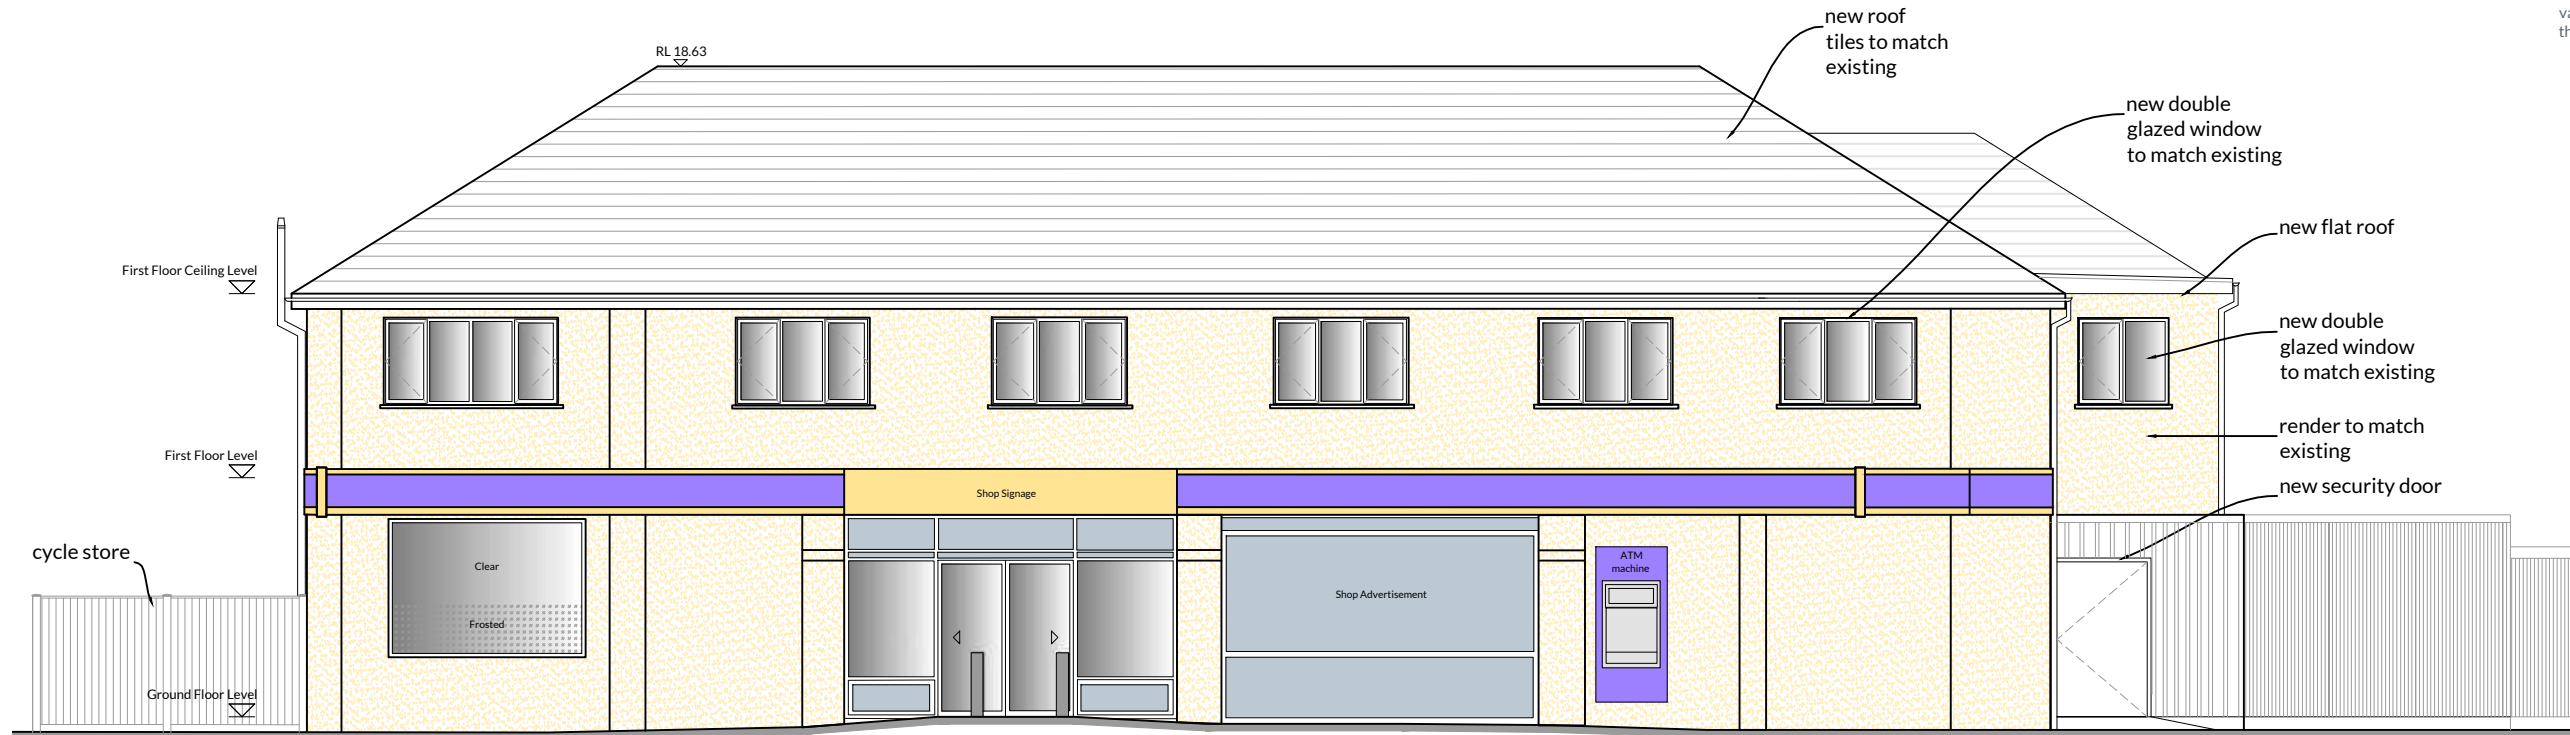 new roof
tiles to match
existing
RL 18.63
new double
glazed window
to match existing
new flat roof
First Floor Ceiling Level
new double
glazed window
to match existing
render to match
existing
First Floor Level
new security door
Shop Signage
cycle store
ATM
machine
Clear
Shop Advertisement
Frosted
Ground Floor Level